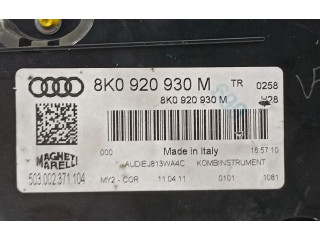 8K0 920 930 M TR 0258
8K0 920 930 M H28
MAGNETI
MARELLI
000 Made in Italy 16:57:10
AUDIEJ813WA4C KOMBIINSTRUMENT
503.002.371.104 MY2 - COR 11.04.11 0101 1081